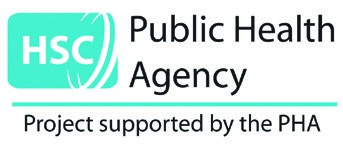 HSC
Public Health
Agency
Project supported by the PHA